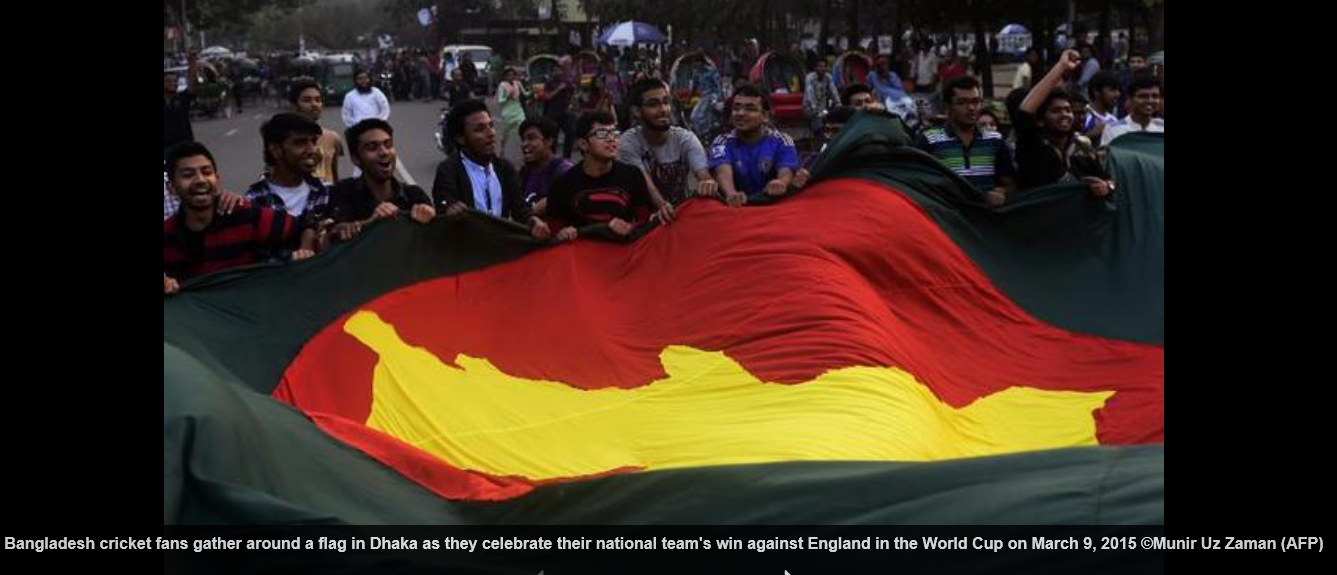 Bangladesh cricket fans gather around a flag in Dhaka as they celebrate their national team's win against England in the World Cup on March 9, 2015 ©Munir Uz Zaman (AFP)